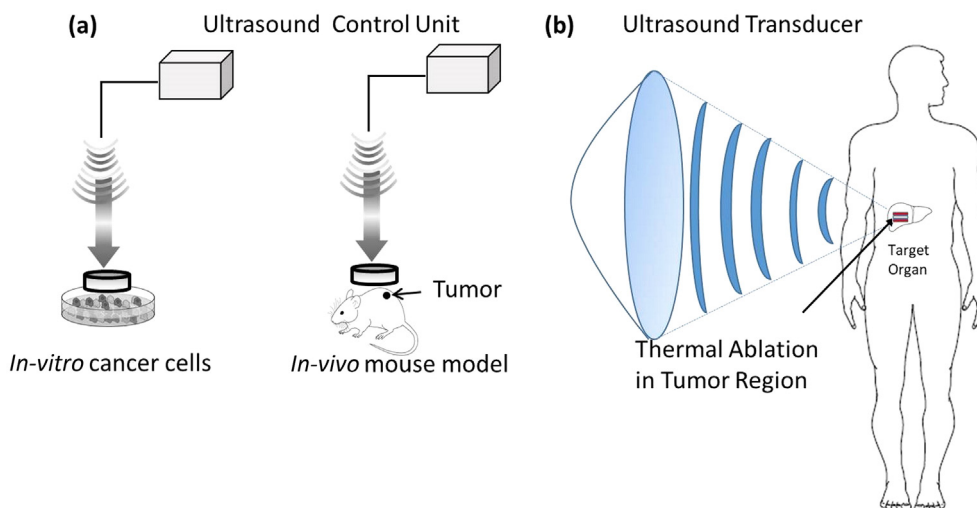 (a)
Ultrasound Control Unit
In-vitro cancer cells
Tumor
In-vivo mouse model
(b)
Ultrasound Transducer
Target
Organ
Thermal Ablation
in Tumor Region